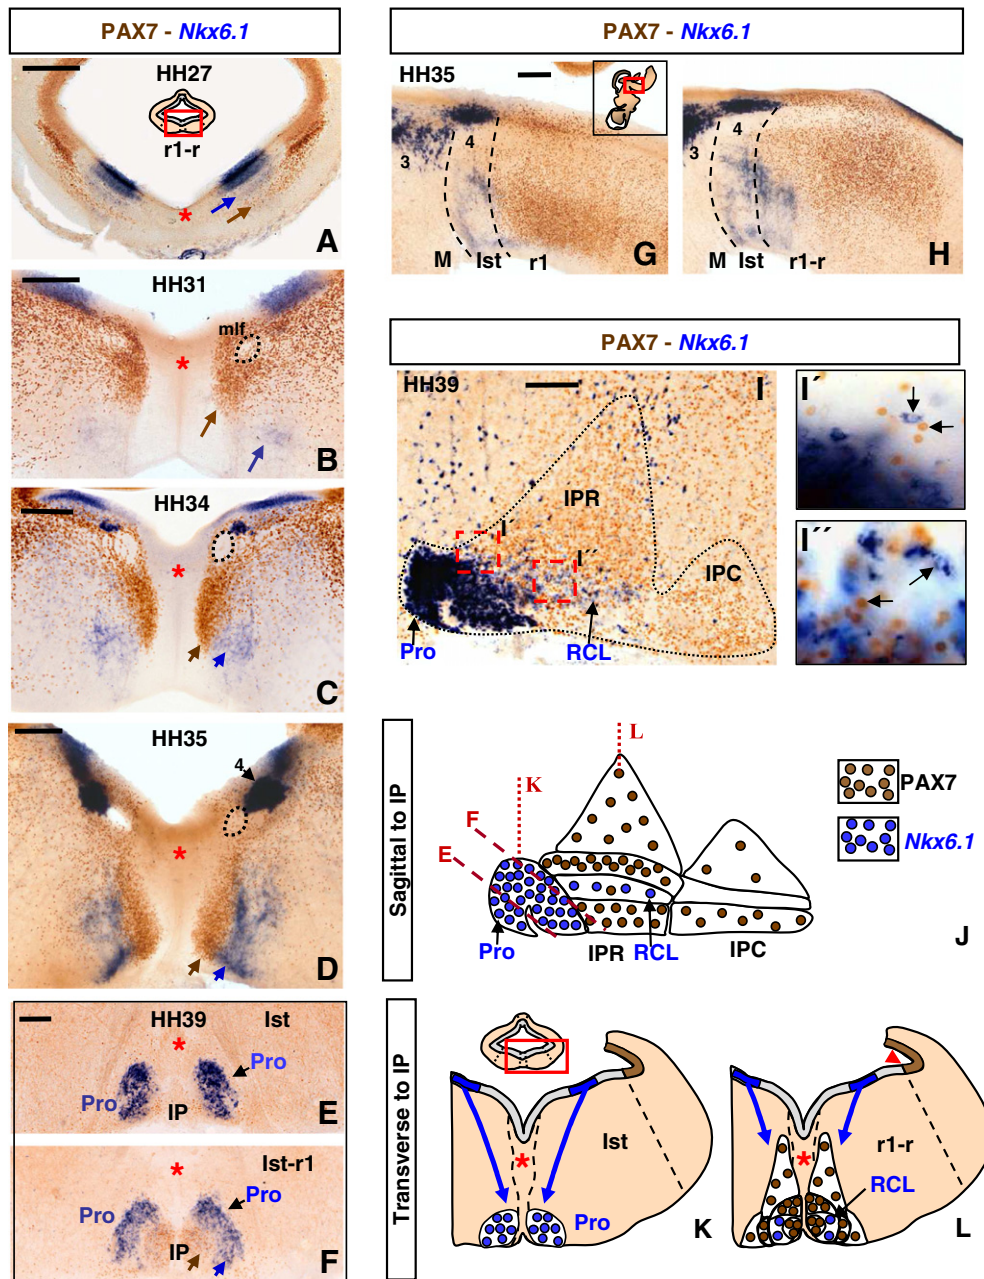 PAX7 - Nkx6.1
HH27
r1-r
*
A
HH31
mlf
*
B
HH34
*
C
HH35
4
*
D
HH39
Ist
*
Pro
Pro
IP
E
Ist-r1
*
Pro
Pro
IP
F
PAX7 - Nkx6.1
HH35
3
4
M
Ist
r1
G
3
4
M
Ist
r1-r
H
PAX7 - Nkx6.1
HH39
I
IPR
I´
I´´
IPC
Pro
RCL
I´
I´´
Sagittal to IP
L
K
F
E
Pro
IPR
RCL
IPC
J
PAX7
Nkx6.1
Transverse to IP
Ist
*
Pro
K
r1-r
*
RCL
L